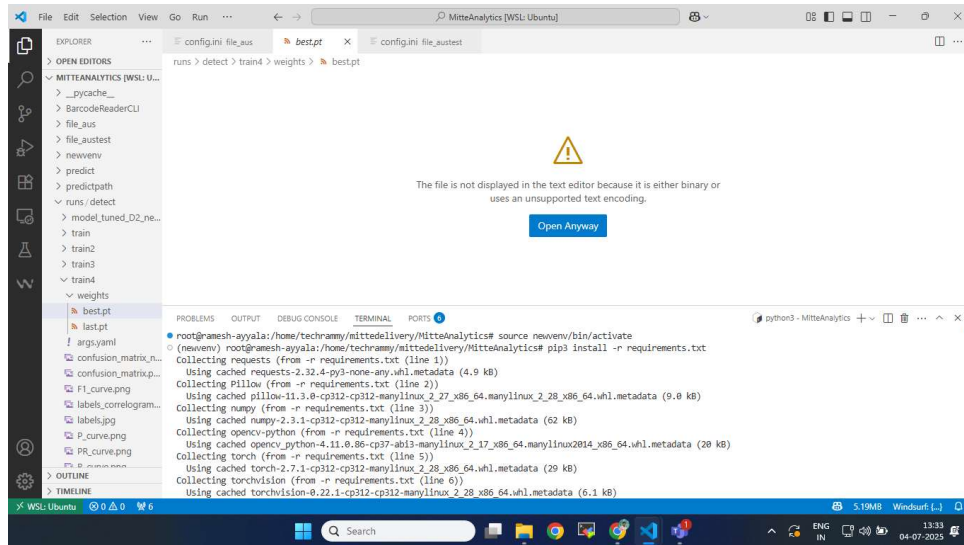 File Edit Selection View Go Run ··· MitteAnalytics [WSL: Ubuntu]
EXPLORER ···
config.ini file_aus
best.pt
config.ini file_austest
> OPEN EDITORS
runs > detect > train4 > weights > best.pt
MITTEANALYTICS [WSL: U...
> __pycache__
> BarcodeReaderCLI
> file_aus
> file_austest
> newvenv
> predict
> predictpath
runs / detect
> model_tuned_D2_ne...
> train
> train2
> train3
train4
weights
best.pt
last.pt
! args.yaml
confusion_matrix_n...
confusion_matrix.p...
F1_curve.png
labels_correlogram...
labels.jpg
P_curve.png
PR_curve.png
> OUTLINE
> TIMELINE
The file is not displayed in the text editor because it is either binary or
uses an unsupported text encoding.
Open Anyway
PROBLEMS OUTPUT DEBUG CONSOLE TERMINAL PORTS 6
python3 - MitteAnalytics
root@ramesh-ayyala:/home/techrammy/mittedelivery/MitteAnalytics# source newvenv/bin/activate
(newvenv) root@ramesh-ayyala:/home/techrammy/mittedelivery/MitteAnalytics# pip3 install -r requirements.txt
Collecting requests (from -r requirements.txt (line 1))
Using cached requests-2.32.4-py3-none-any.whl.metadata (4.9 kB)
Collecting Pillow (from -r requirements.txt (line 2))
Using cached pillow-11.3.0-cp312-cp312-manylinux_2_27_x86_64.manylinux_2_28_x86_64.whl.metadata (9.0 kB)
Collecting numpy (from -r requirements.txt (line 3))
Using cached numpy-2.3.1-cp312-cp312-manylinux_2_28_x86_64.whl.metadata (62 kB)
Collecting opencv-python (from -r requirements.txt (line 4))
Using cached opencv_python-4.11.0.86-cp37-abi3-manylinux_2_17_x86_64.manylinux2014_x86_64.whl.metadata (20 kB)
Collecting torch (from -r requirements.txt (line 5))
Using cached torch-2.7.1-cp312-cp312-manylinux_2_28_x86_64.whl.metadata (29 kB)
Collecting torchvision (from -r requirements.txt (line 6))
Using cached torchvision-0.22.1-cp312-cp312-manylinux_2_28_x86_64.whl.metadata (6.1 kB)
WSL: Ubuntu 0 0 6 5.19MB Windsurf: {...}
Search
ENG
IN
13:33
04-07-2025